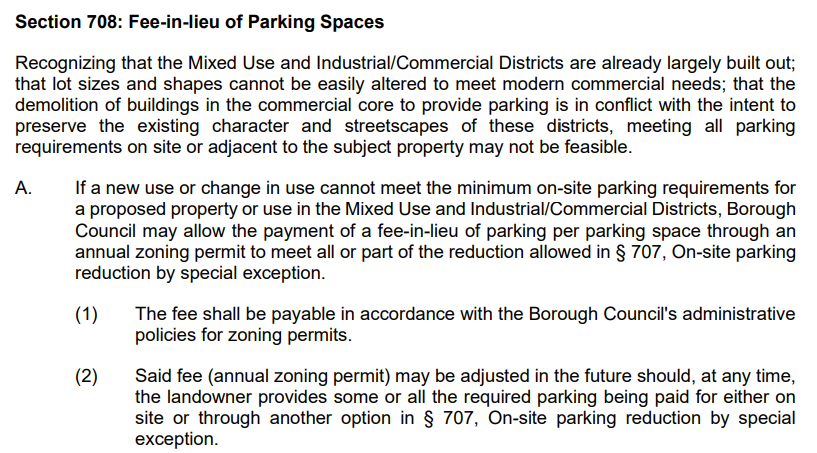 Section 708: Fee-in-lieu of Parking Spaces
Recognizing that the Mixed Use and Industrial/Commercial Districts are already largely built out;
that lot sizes and shapes cannot be easily altered to meet modern commercial needs; that the
demolition of buildings in the commercial core to provide parking is in conflict with the intent to
preserve the existing character and streetscapes of these districts, meeting all parking
requirements on site or adjacent to the subject property may not be feasible.
A. If a new use or change in use cannot meet the minimum on-site parking requirements for
a proposed property or use in the Mixed Use and Industrial/Commercial Districts, Borough
Council may allow the payment of a fee-in-lieu of parking per parking space through an
annual zoning permit to meet all or part of the reduction allowed in § 707, On-site parking
reduction by special exception.
(1) The fee shall be payable in accordance with the Borough Council's administrative
policies for zoning permits.
(2) Said fee (annual zoning permit) may be adjusted in the future should, at any time,
the landowner provides some or all the required parking being paid for either on
site or through another option in § 707, On-site parking reduction by special
exception.